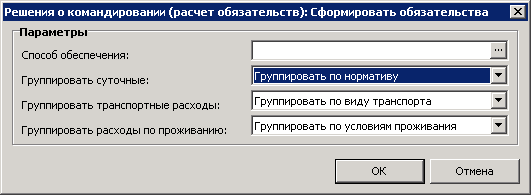 Решения о командировании (расчет обязательств): Сформировать обязательства
Параметры
Способ обеспечения:
...
Группировать суточные:
Группировать по нормативу
Группировать транспортные расходы:
Группировать по виду транспорта
Группировать расходы по проживанию:
Группировать по условиям проживания
OK
Отмена